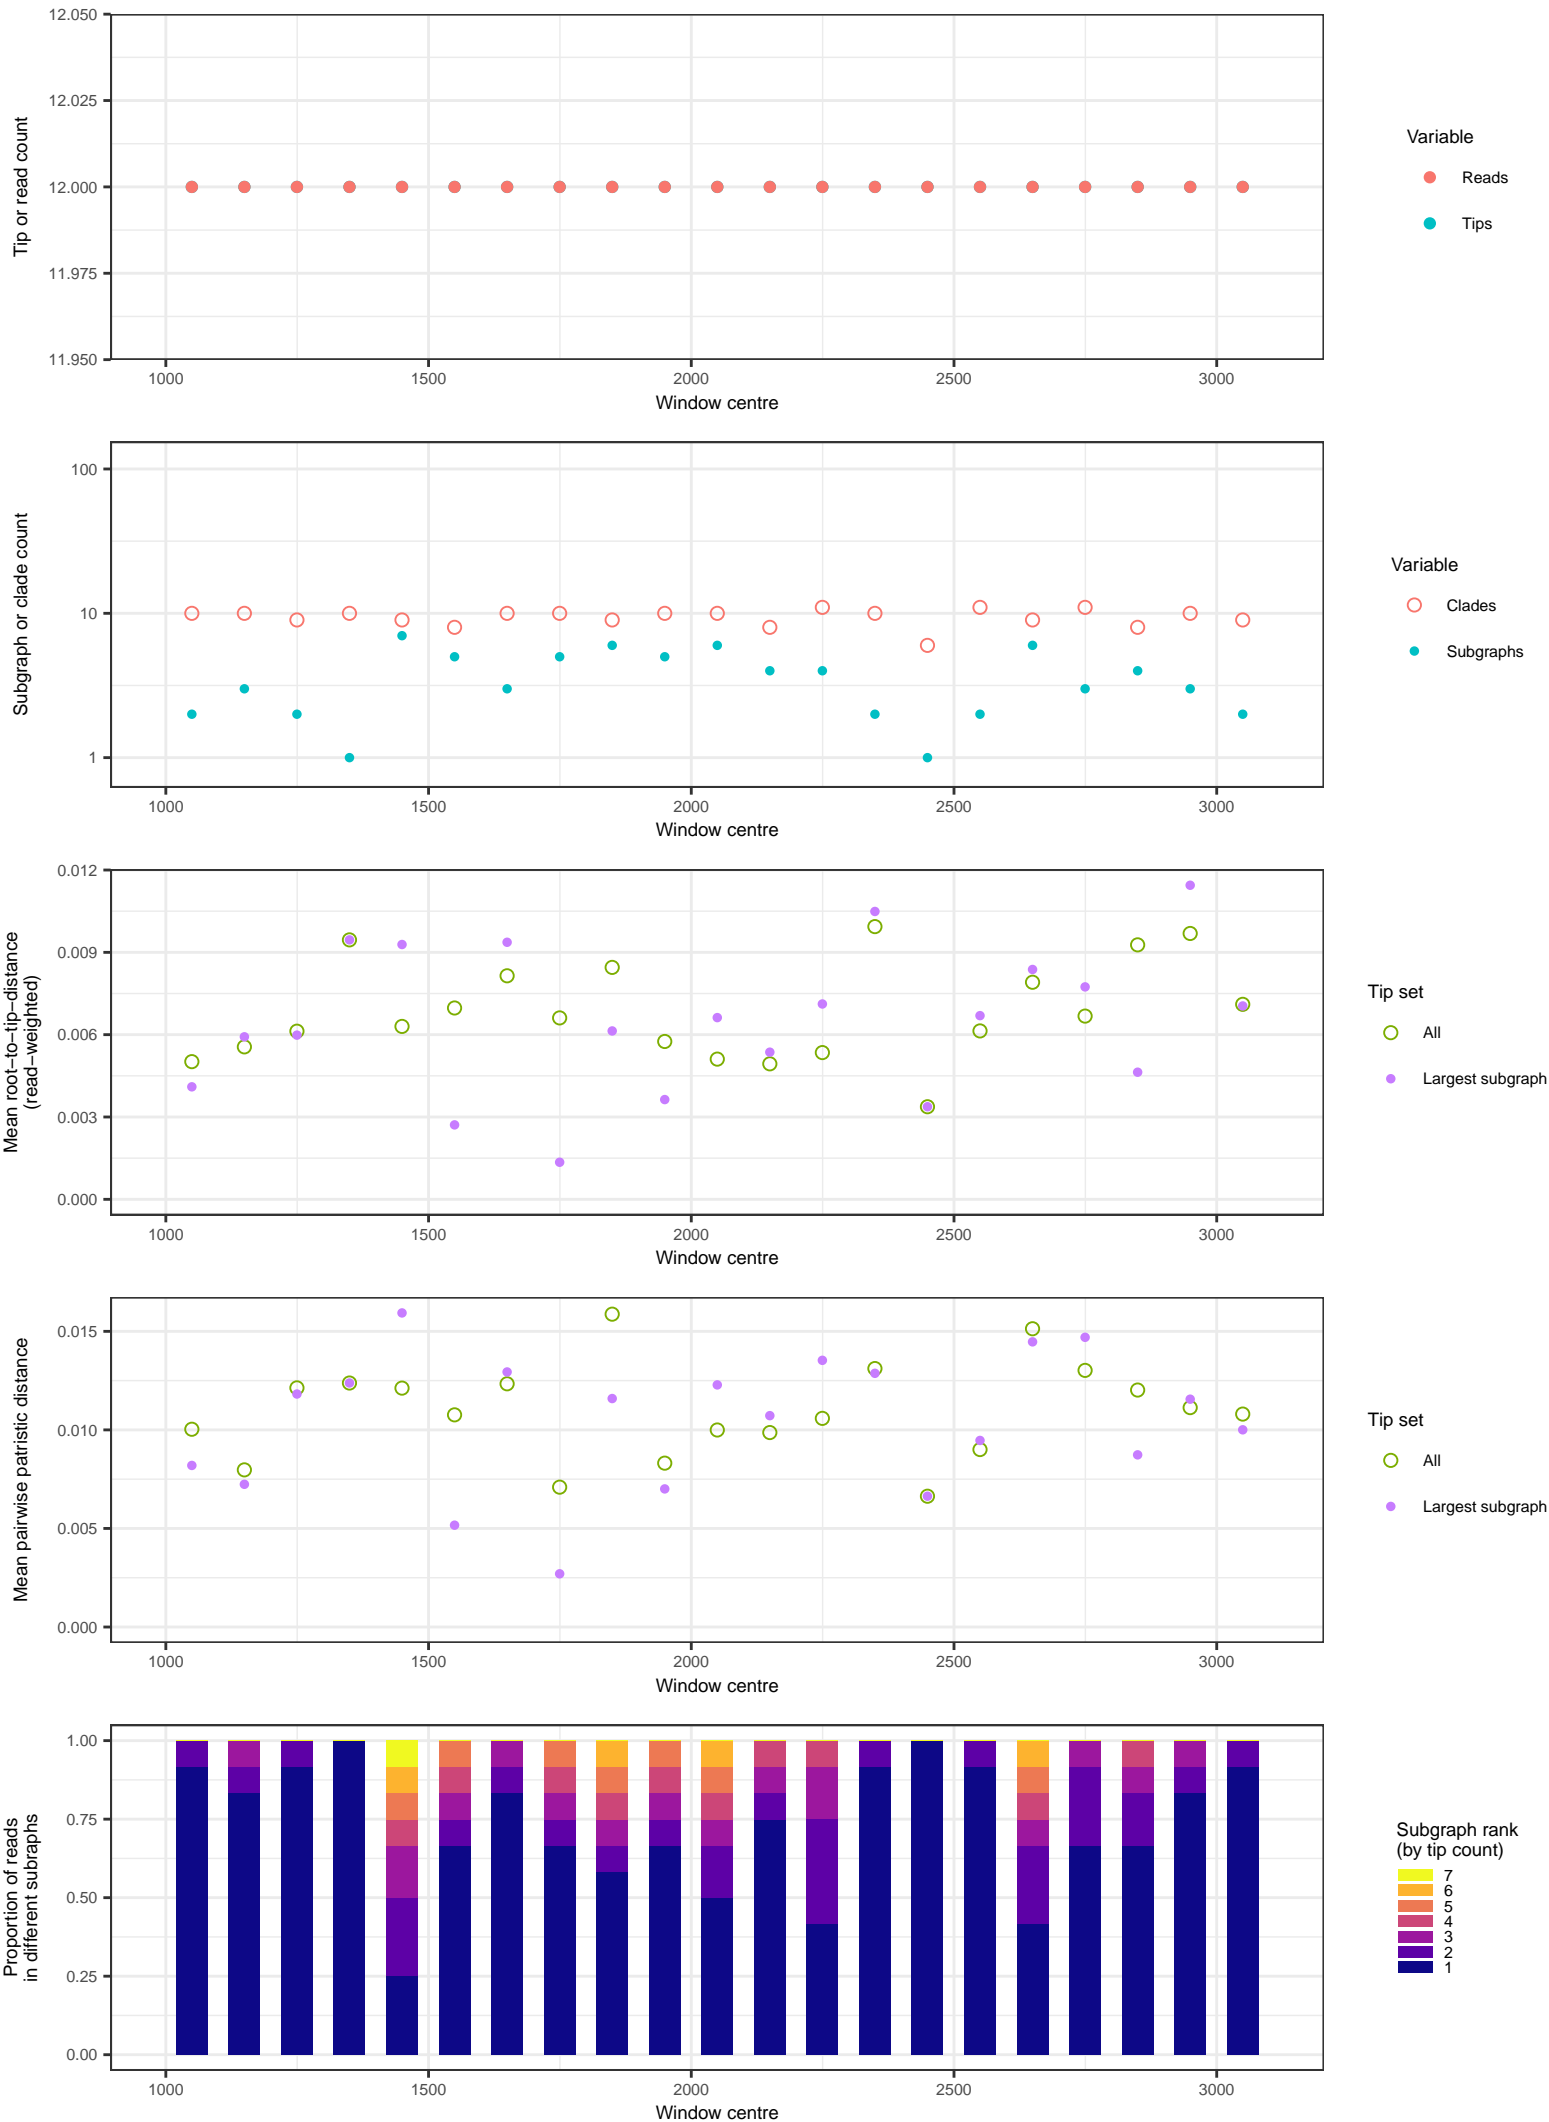 12.050
12.025
12.000
11.975
11.950
Tip or read count
1000 1500 2000 2500 3000
Window centre
Variable
Reads
Tips
100
10
1
Subgraph or clade count
1000 1500 2000 2500 3000
Window centre
Variable
Clades
Subgraphs
0.012
0.009
0.006
0.003
0.000
Mean root−to−tip−distance
(read−weighted)
1000 1500 2000 2500 3000
Window centre
Tip set
All
Largest subgraph
0.015
0.010
0.005
0.000
Mean pairwise patristic distance
1000 1500 2000 2500 3000
Window centre
Tip set
All
Largest subgraph
1.00
0.75
0.50
0.25
0.00
Proportion of reads
in different subraphs
1000 1500 2000 2500 3000
Window centre
Subgraph rank
(by tip count)
7
6
5
4
3
2
1